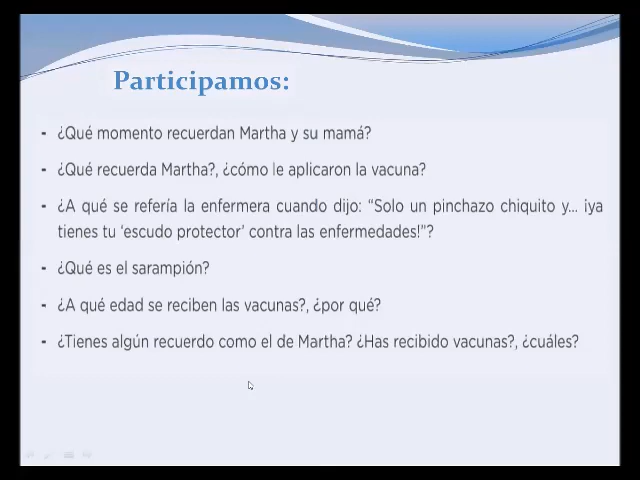 Participamos:
- ¿Qué momento recuerdan Martha y su mamá?
- ¿Qué recuerda Martha?, ¿cómo le aplicaron la vacuna?
- ¿A qué se refería la enfermera cuando dijo: “Solo un pinchazo chiquito y... ¡ya
tienes tu ‘escudo protector’ contra las enfermedades!”?
- ¿Qué es el sarampión?
- ¿A qué edad se reciben las vacunas?, ¿por qué?
- ¿Tienes algún recuerdo como el de Martha? ¿Has recibido vacunas?, ¿cuáles?